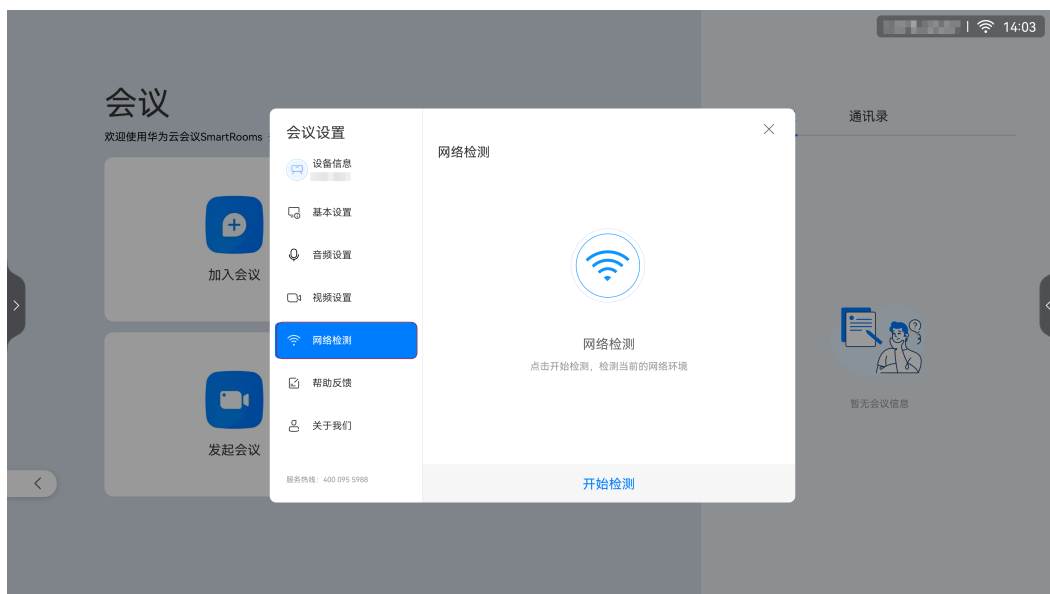 14:03
会议
欢迎使用华为云会议SmartRooms
加入会议
发起会议
会议设置
设备信息
基本设置
音频设置
视频设置
网络检测
帮助反馈
关于我们
服务热线：400 095 5988
网络检测
网络检测
点击开始检测，检测当前的网络环境
开始检测
通讯录
暂无会议信息